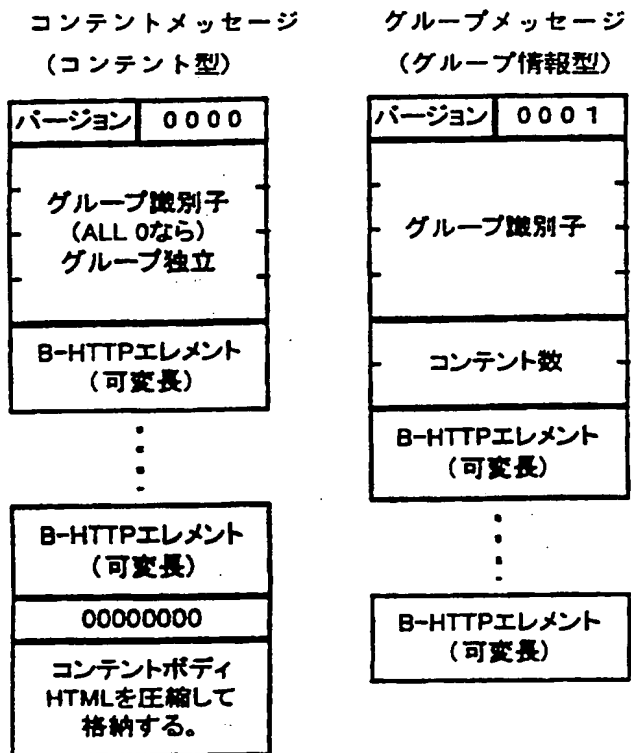 コンテントメッセージ
(コンテント型)
バージョン 0000
グループ識別子
(ALL 0なら)
グループ独立
B-HTTPエレメント
(可変長)
B-HTTPエレメント
(可変長)
00000000
コンテントボディ
HTMLを圧縮して
格納する。
グループメッセージ
(グループ情報型)
バージョン 0001
グループ識別子
コンテント数
B-HTTPエレメント
(可変長)
B-HTTPエレメント
(可変長)